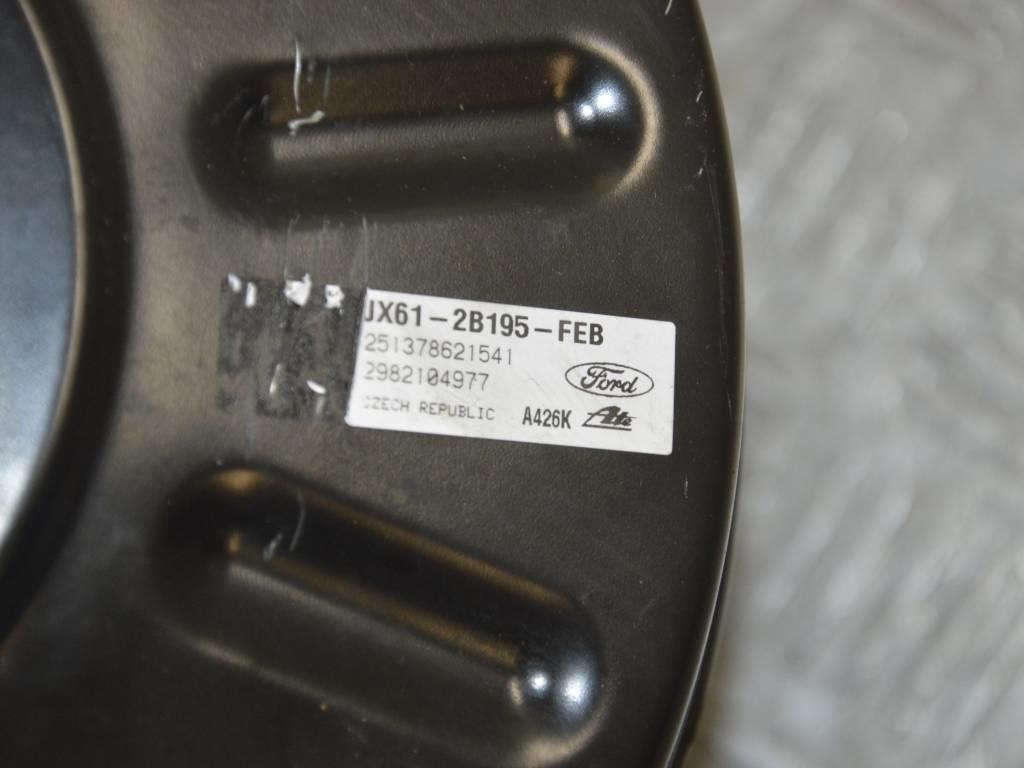 JX61-2B195-FEB
251378621541
2982104977
Ford
CZECH REPUBLIC A426K Ate